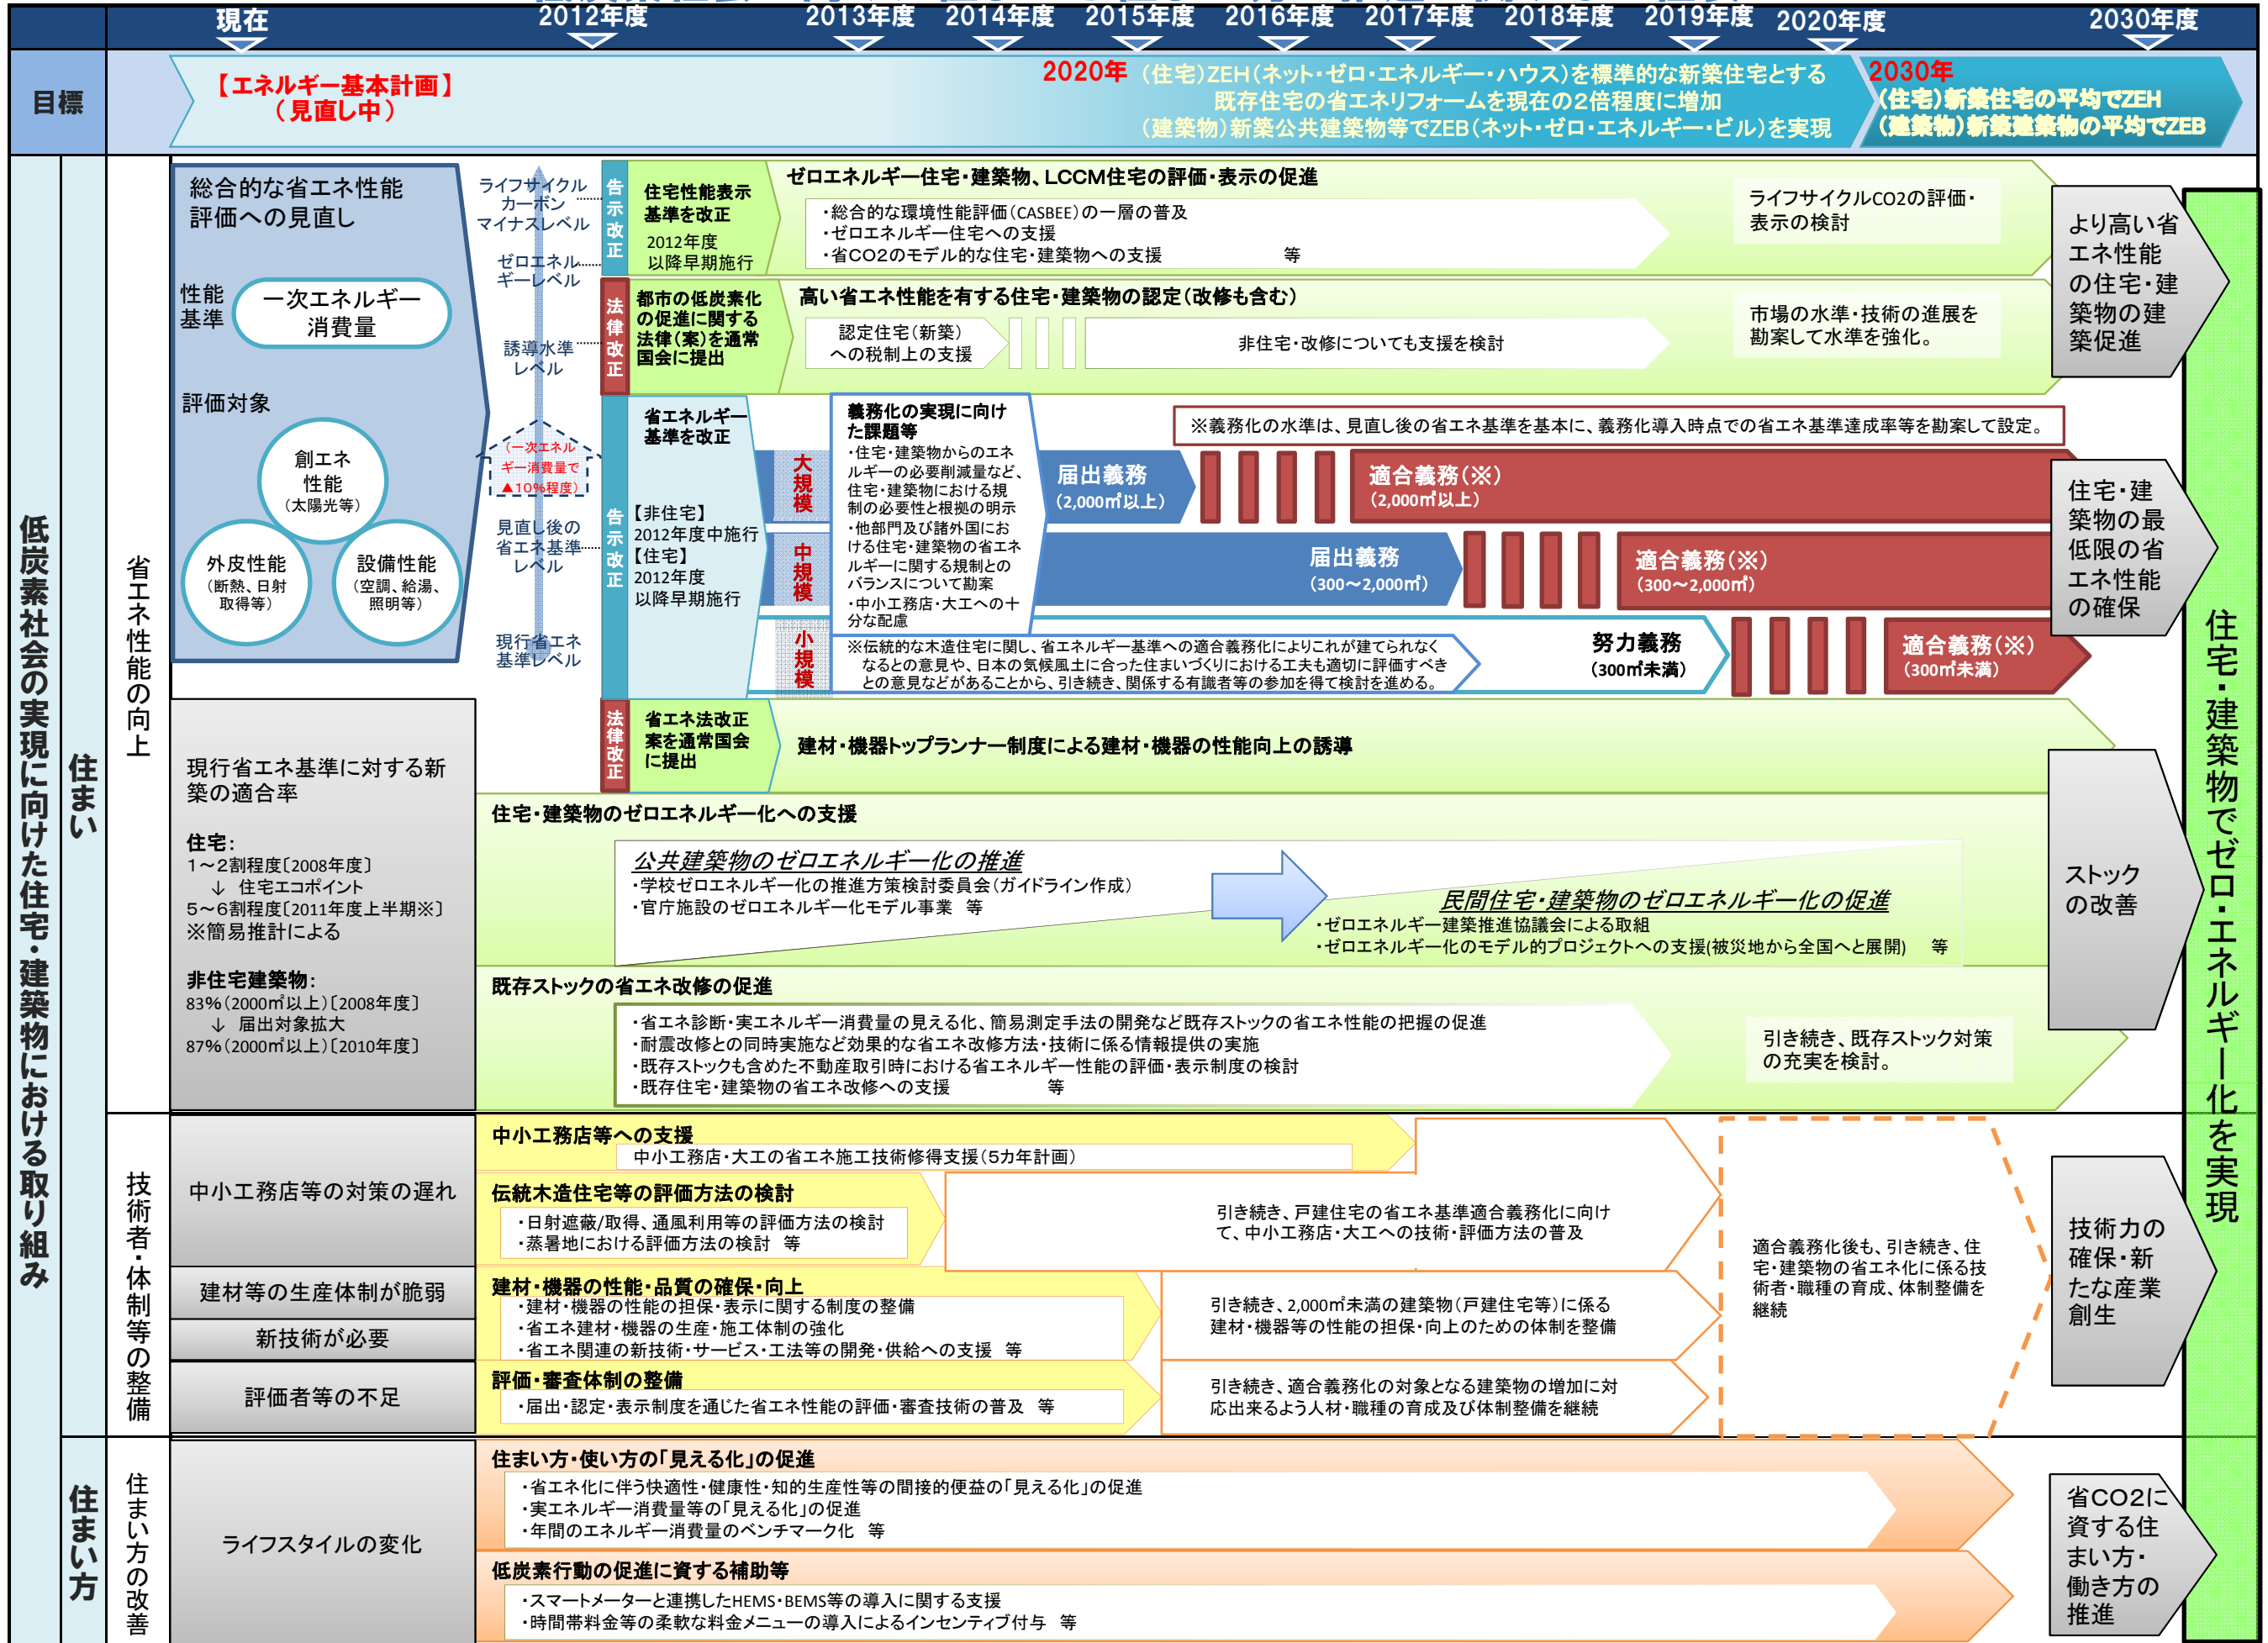 現在
2012年度
2013年度
2014年度
2015年度
2016年度
2017年度
2018年度
2019年度
2020年度
2030年度
目標
【エネルギー基本計画】
（見直し中）
2020年 （住宅）ZEH（ネット・ゼロ・エネルギー・ハウス）を標準的な新築住宅とする
既存住宅の省エネリフォームを現在の2倍程度に増加
（建築物）新築公共建築物等でZEB（ネット・ゼロ・エネルギー・ビル）を実現
2030年
（住宅）新築住宅の平均でZEH
（建築物）新築建築物の平均でZEB
低炭素社会の実現に向けた住宅・建築物における取り組み
住まい
省エネ性能の向上
総合的な省エネ性能
評価への見直し
性能
基準
一次エネルギー
消費量
評価対象
創エネ
性能
（太陽光等）
外皮性能
（断熱、日射
取得等）
設備性能
（空調、給湯、
照明等）
ライフサイクル
カーボン
マイナスレベル
ゼロエネル
ギーレベル
誘導水準
レベル
（一次エネル
ギー消費量で
▲10%程度）
見直し後の
省エネ基準
レベル
現行省エネ
基準レベル
告示改正
住宅性能表示
基準を改正
2012年度
以降早期施行
ゼロエネルギー住宅・建築物、LCCM住宅の評価・表示の促進
・総合的な環境性能評価（CASBEE）の一層の普及
・ゼロエネルギー住宅への支援
・省CO2のモデル的な住宅・建築物への支援 等
ライフサイクルCO2の評価・
表示の検討
法律改正
都市の低炭素化
の促進に関する
法律（案）を通常
国会に提出
高い省エネ性能を有する住宅・建築物の認定（改修も含む）
認定住宅（新築）
への税制上の支援
非住宅・改修についても支援を検討
市場の水準・技術の進展を
勘案して水準を強化。
より高い省
エネ性能
の住宅・建
築物の建
築促進
告示改正
省エネルギー
基準を改正
【非住宅】
2012年度中施行
【住宅】
2012年度
以降早期施行
大規模
中規模
小規模
義務化の実現に向け
た課題等
・住宅・建築物からのエネ
ルギーの必要削減量など、
住宅・建築物における規
制の必要性と根拠の明示
・他部門及び諸外国にお
ける住宅・建築物の省エネ
ルギーに関する規制との
バランスについて勘案
・中小工務店・大工への十
分な配慮
※義務化の水準は、見直し後の省エネ基準を基本に、義務化導入時点での省エネ基準達成率等を勘案して設定。
届出義務
（2,000㎡以上）
適合義務（※）
（2,000㎡以上）
届出義務
（300～2,000㎡）
適合義務（※）
（300～2,000㎡）
※伝統的な木造住宅に関し、省エネルギー基準への適合義務化によりこれが建てられなく
なるとの意見や、日本の気候風土に合った住まいづくりにおける工夫も適切に評価すべき
との意見などがあることから、引き続き、関係する有識者等の参加を得て検討を進める。
努力義務
（300㎡未満）
適合義務（※）
（300㎡未満）
住宅・建
築物の最
低限の省
エネ性能
の確保
法律改正
省エネ法改正
案を通常国会
に提出
建材・機器トップランナー制度による建材・機器の性能向上の誘導
現行省エネ基準に対する新
築の適合率
住宅：
1～2割程度〔2008年度〕
↓ 住宅エコポイント
5～6割程度〔2011年度上半期※〕
※簡易推計による
非住宅建築物：
83%（2000㎡以上）〔2008年度〕
↓ 届出対象拡大
87%（2000㎡以上）〔2010年度〕
住宅・建築物のゼロエネルギー化への支援
公共建築物のゼロエネルギー化の推進
・学校ゼロエネルギー化の推進方策検討委員会（ガイドライン作成）
・官庁施設のゼロエネルギー化モデル事業 等
民間住宅・建築物のゼロエネルギー化の促進
・ゼロエネルギー建築推進協議会による取組
・ゼロエネルギー化のモデル的プロジェクトへの支援(被災地から全国へと展開) 等
既存ストックの省エネ改修の促進
・省エネ診断・実エネルギー消費量の見える化、簡易測定手法の開発など既存ストックの省エネ性能の把握の促進
・耐震改修との同時実施など効果的な省エネ改修方法・技術に係る情報提供の実施
・既存ストックも含めた不動産取引時における省エネルギー性能の評価・表示制度の検討
・既存住宅・建築物の省エネ改修への支援 等
引き続き、既存ストック対策
の充実を検討。
ストック
の改善
住宅・建築物でゼロ・エネルギー化を実現
技術者・体制等の整備
中小工務店等の対策の遅れ
建材等の生産体制が脆弱
新技術が必要
評価者等の不足
中小工務店等への支援
中小工務店・大工の省エネ施工技術修得支援（5カ年計画）
伝統木造住宅等の評価方法の検討
・日射遮蔽/取得、通風利用等の評価方法の検討
・蒸暑地における評価方法の検討 等
引き続き、戸建住宅の省エネ基準適合義務化に向け
て、中小工務店・大工への技術・評価方法の普及
建材・機器の性能・品質の確保・向上
・建材・機器の性能の担保・表示に関する制度の整備
・省エネ建材・機器の生産・施工体制の強化
・省エネ関連の新技術・サービス・工法等の開発・供給への支援 等
引き続き、2,000㎡未満の建築物（戸建住宅等）に係る
建材・機器等の性能の担保・向上のための体制を整備
評価・審査体制の整備
・届出・認定・表示制度を通じた省エネ性能の評価・審査技術の普及 等
引き続き、適合義務化の対象となる建築物の増加に対
応出来るよう人材・職種の育成及び体制整備を継続
適合義務化後も、引き続き、住
宅・建築物の省エネ化に係る技
術者・職種の育成、体制整備を
継続
技術力の
確保・新
たな産業
創生
住まい方
住まい方の改善
ライフスタイルの変化
住まい方・使い方の「見える化」の促進
・省エネ化に伴う快適性・健康性・知的生産性等の間接的便益の「見える化」の促進
・実エネルギー消費量等の「見える化」の促進
・年間のエネルギー消費量のベンチマーク化 等
低炭素行動の促進に資する補助等
・スマートメーターと連携したHEMS・BEMS等の導入に関する支援
・時間帯料金等の柔軟な料金メニューの導入によるインセンティブ付与 等
省CO2に
資する住
まい方・
働き方の
推進